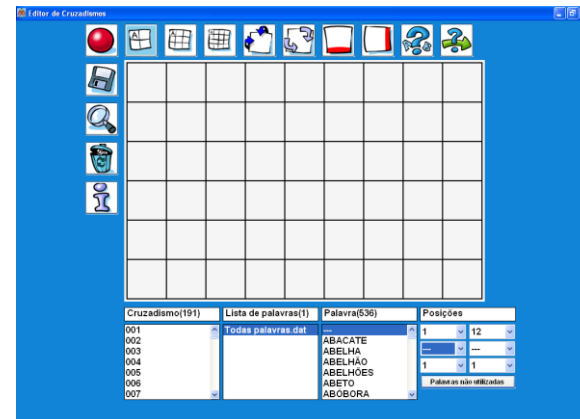 Editor de Cruzadismos
Cruzadismo(191) Lista de palavras(1) Palavra(536) Posições
001 Todas palavras.dat --- 1 12
002 ABACATE
003 ABELHA --- ---
004 ABELHÃO
005 ABELHÕES 1 1
006 ABETO Palavras não utilizadas
007 ABÓBORA